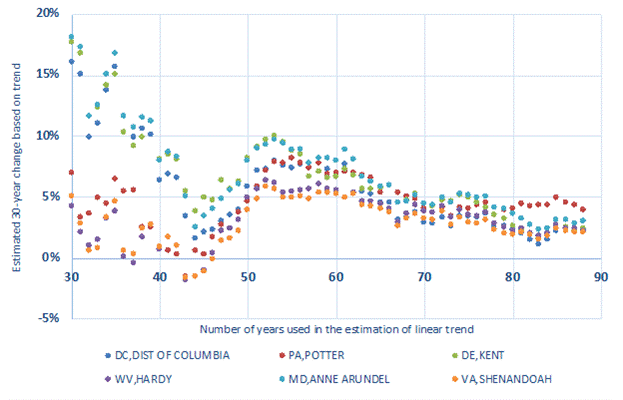 20%
15%
10%
5%
0%
-5%
30 40 50 60 70 80 90
Estimated 30-year change based on trend
Number of years used in the estimation of linear trend
DC,DIST OF COLUMBIA PA,POTTER DE,KENT
WV,HARDY MD,ANNE ARUNDEL VA,SHENANDOAH